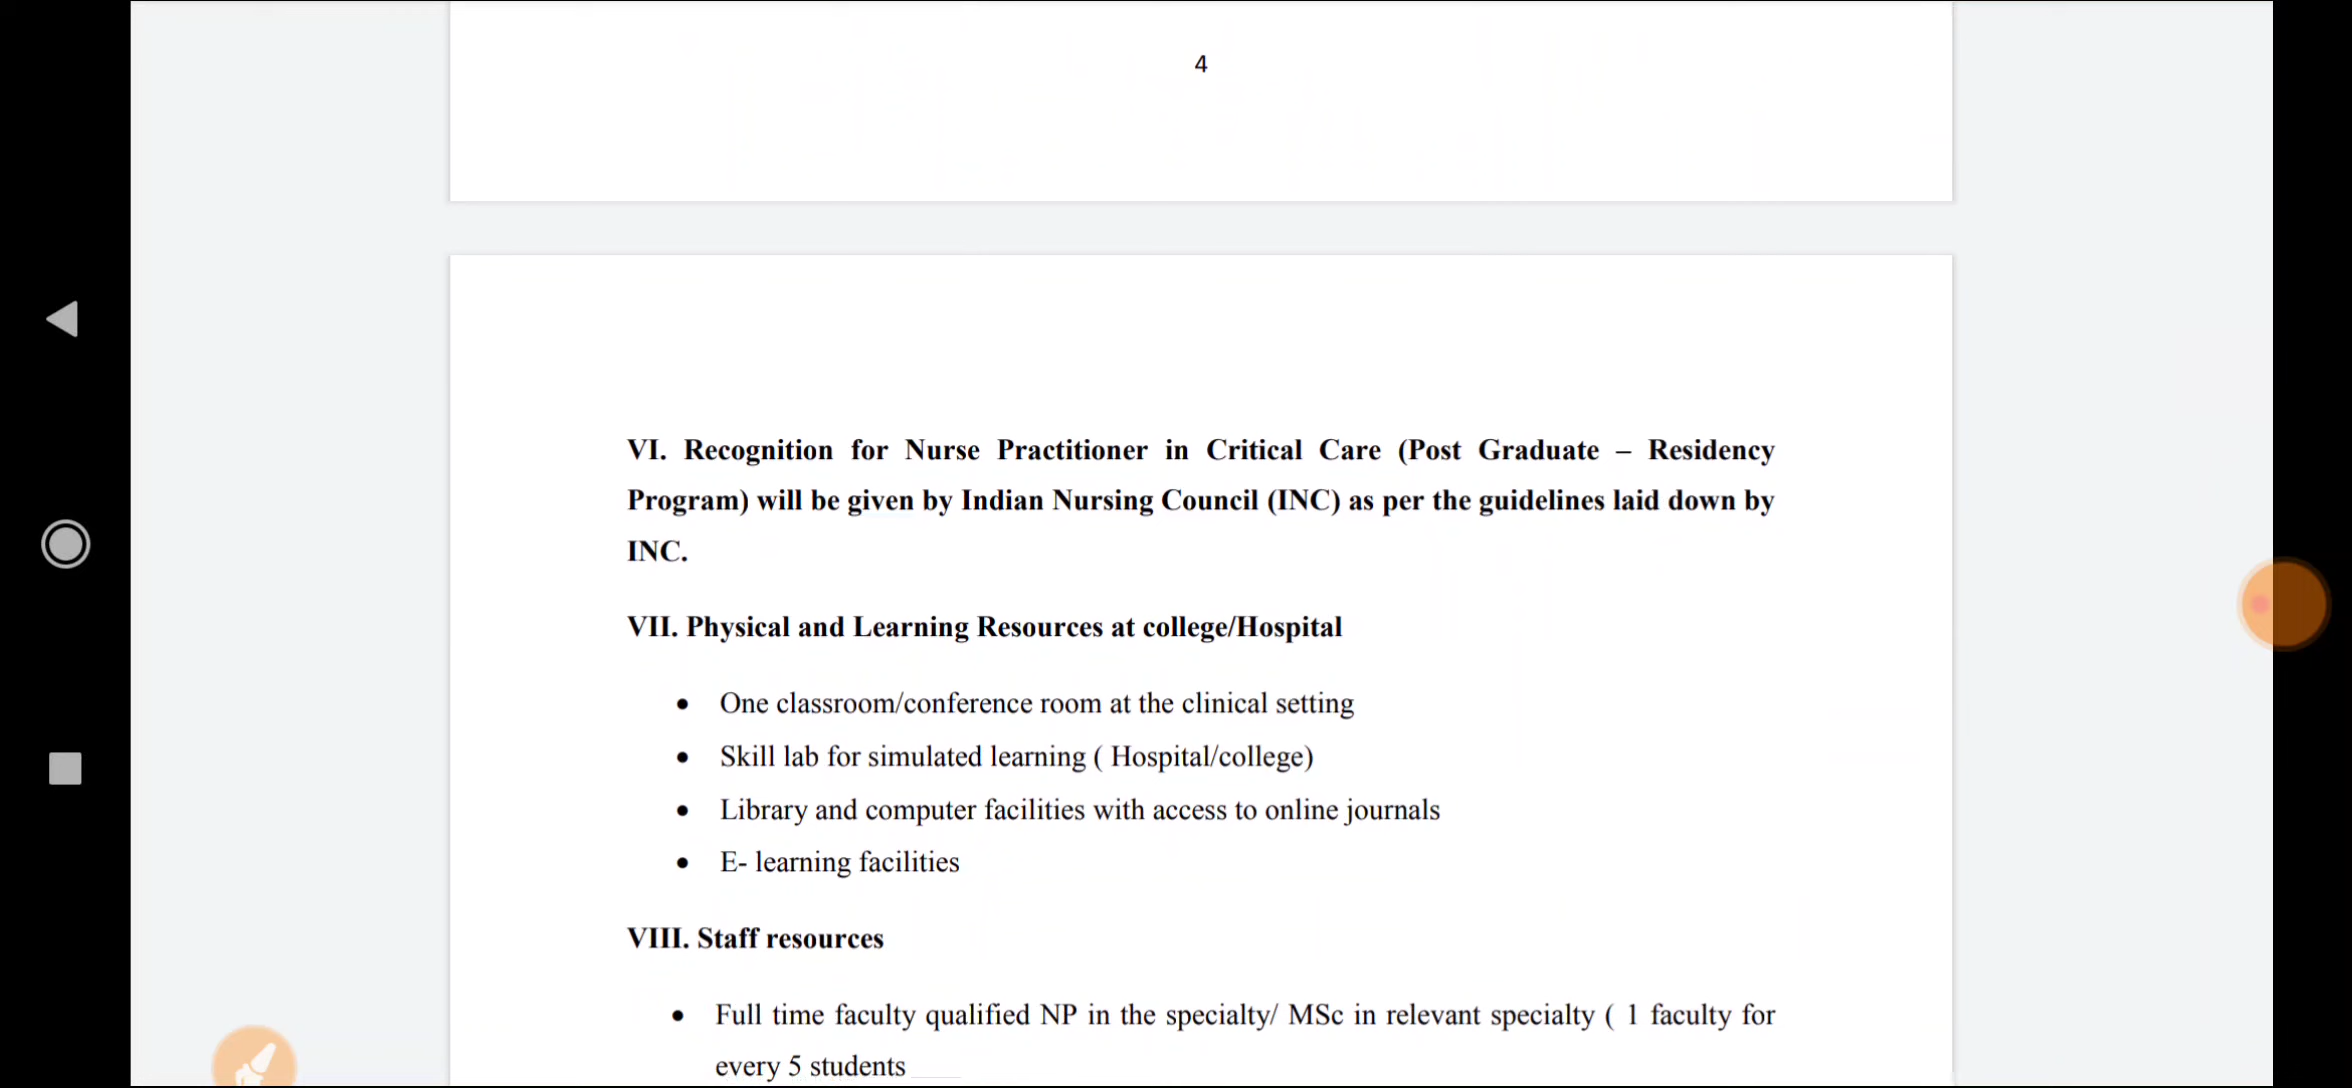 4
VI. Recognition for Nurse Practitioner in Critical Care (Post Graduate – Residency
Program) will be given by Indian Nursing Council (INC) as per the guidelines laid down by
INC.
VII. Physical and Learning Resources at college/Hospital
• One classroom/conference room at the clinical setting
• Skill lab for simulated learning ( Hospital/college)
• Library and computer facilities with access to online journals
• E- learning facilities
VIII. Staff resources
• Full time faculty qualified NP in the specialty/ MSc in relevant specialty ( 1 faculty for
every 5 students